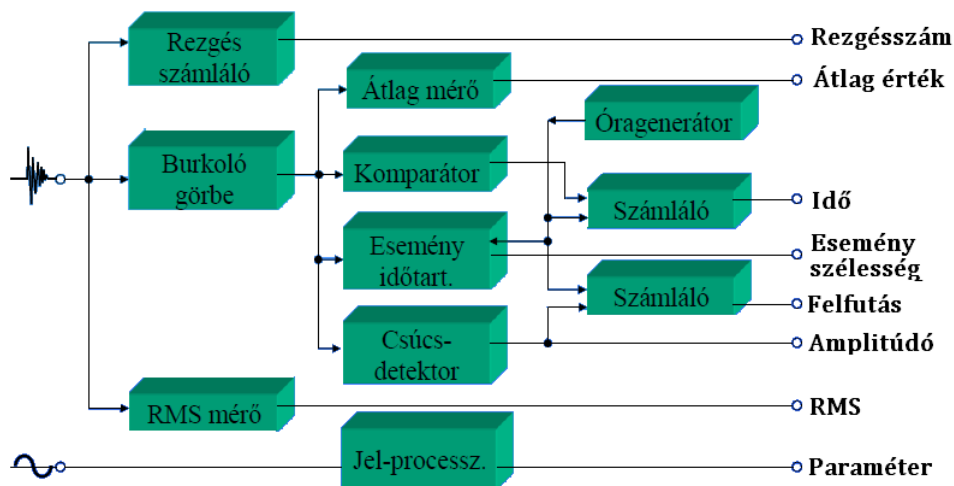 Rezgés
számláló
Rezgésszám
Átlag mérő
Átlag érték
Óragenerátor
Burkoló
görbe
Komparátor
Számláló
Idő
Esemény
időtart.
Esemény
szélesség
Számláló
Felfutás
Csúcs-
detektor
Amplitúdó
RMS mérő
RMS
Jel-processz.
Paraméter